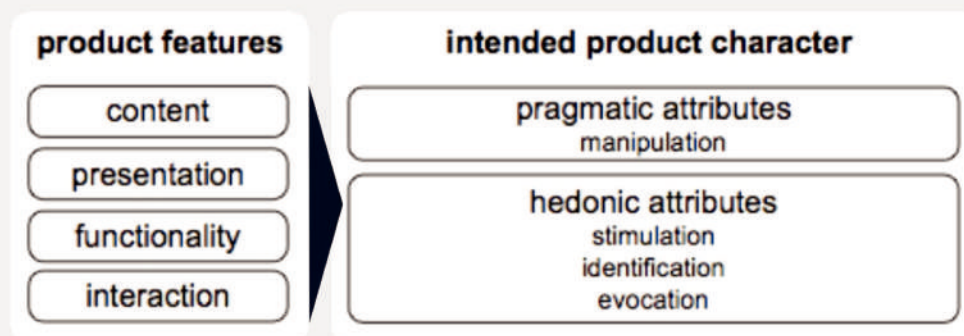 product features
content
presentation
functionality
interaction
intended product character
pragmatic attributes
manipulation
hedonic attributes
stimulation
identification
evocation